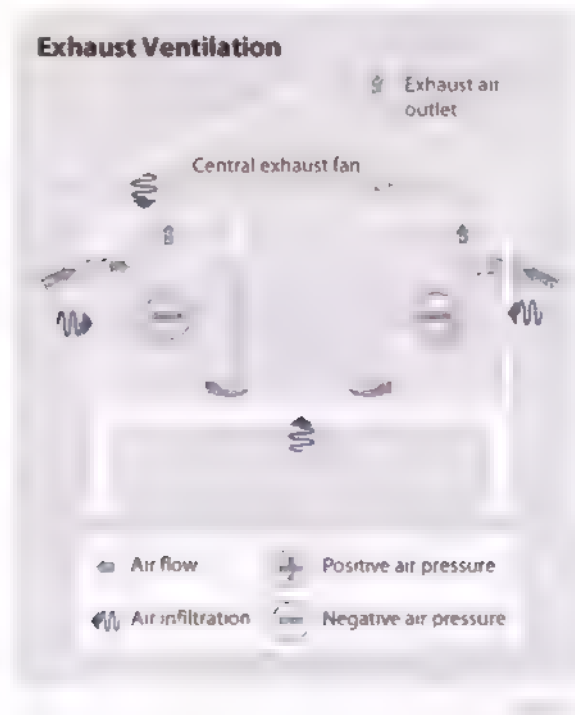 Exhaust Ventilation
Exhaust air
outlet
Central exhaust fan
Air flow
Positive air pressure
Air infiltration
Negative air pressure